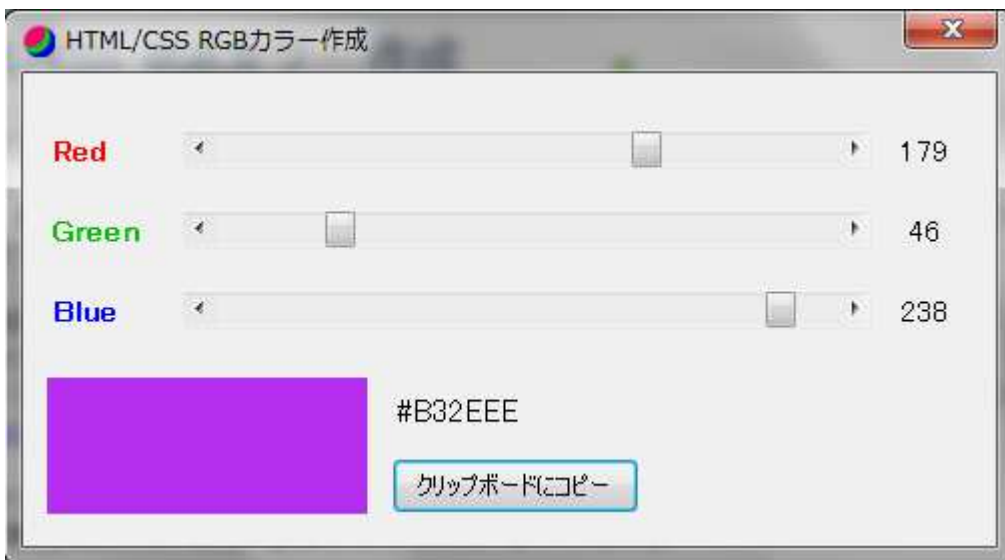 HTML/CSS RGBカラー作成
Red 179
Green 46
Blue 238
#B32EEE
クリップボードにコピー